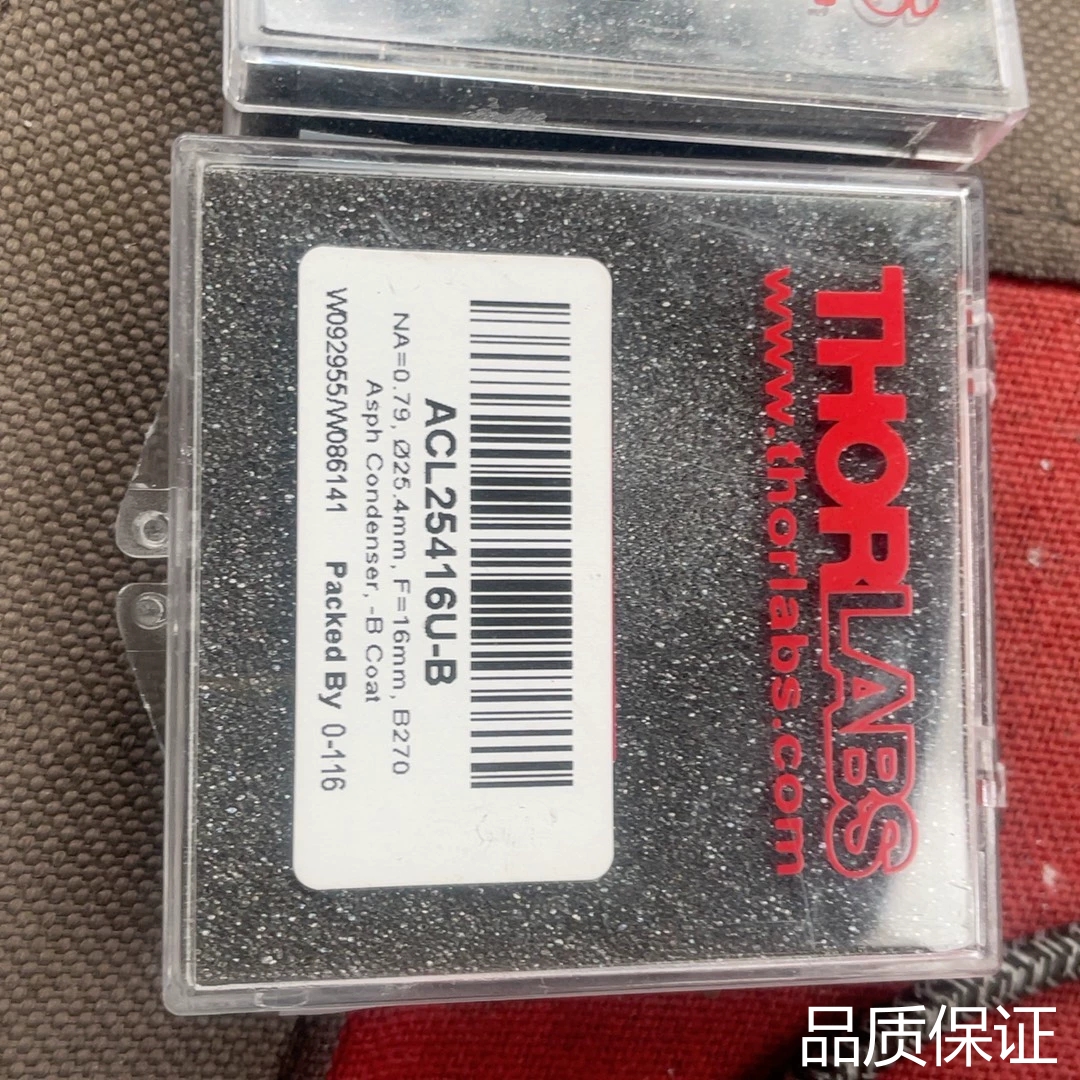 THORLABS
www.thorlabs.com
ACL25416U-B
NA=0.79, Ø25.4mm, F=16mm, B270
Asph Condenser, -B Coat
W092955/W086141 Packed By 0-116
品质保证